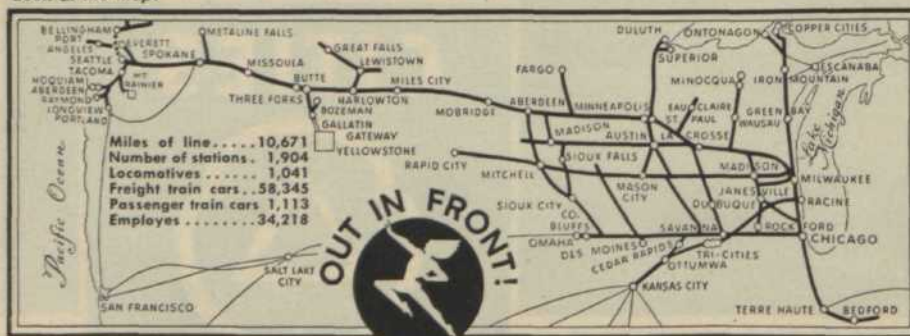 BELLINGHAM
PORT ANGELES
EVERETT
SEATTLE
TACOMA
HOQUIAM
ABERDEEN
RAYMOND
LONGVIEW
PORTLAND
MT. RAINIER
SPOKANE
METALINE FALLS
MISSOULA
BUTTE
THREE FORKS
BOZEMAN
GALLATIN
GATEWAY
YELLOWSTONE
GREAT FALLS
LEWISTOWN
HARLOWTON
MILES CITY
MOBRIDGE
FARGO
ABERDEEN
MINNEAPOLIS
ST. PAUL
DULUTH
SUPERIOR
ONTONAGON
COPPER CITIES
ESCANABA
IRON MOUNTAIN
MINOCQUA
EAU CLAIRE
GREEN BAY
WAUSAU
MADISON
AUSTIN
LA CROSSE
Lake Michigan
RAPID CITY
MITCHELL
SIOUX FALLS
MASON CITY
MADISON
MILWAUKEE
JANESVILLE
RACINE
SIOUX CITY
DUBUQUE
ROCKFORD
CO. BLUFFS
OMAHA
DES MOINES
CEDAR RAPIDS
SAVANNA
TRI-CITIES
CHICAGO
OTTUMWA
KANSAS CITY
TERRE HAUTE
BEDFORD
Pacific Ocean
SAN FRANCISCO
SALT LAKE CITY
Miles of line.....10,671
Number of stations. 1,904
Locomotives ...... 1,041
Freight train cars..58,345
Passenger train cars 1,113
Employes ........34,218
OUT IN FRONT!